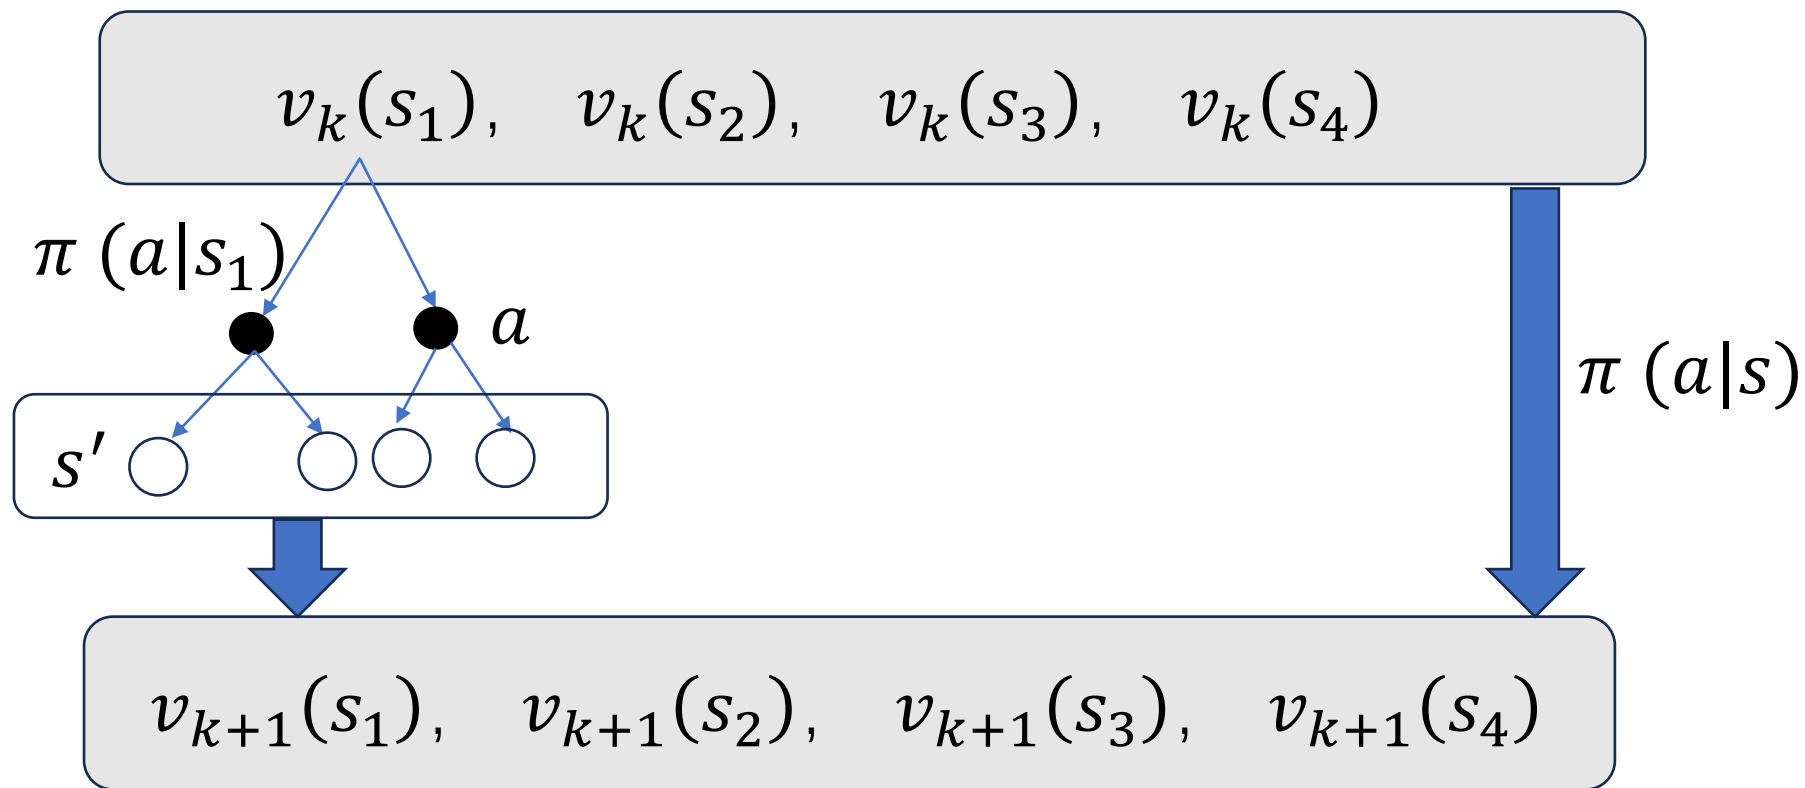 v_k(s_1), v_k(s_2), v_k(s_3), v_k(s_4)
π (a|s_1)
a
π (a|s)
s′
v_{k+1}(s_1), v_{k+1}(s_2), v_{k+1}(s_3), v_{k+1}(s_4)